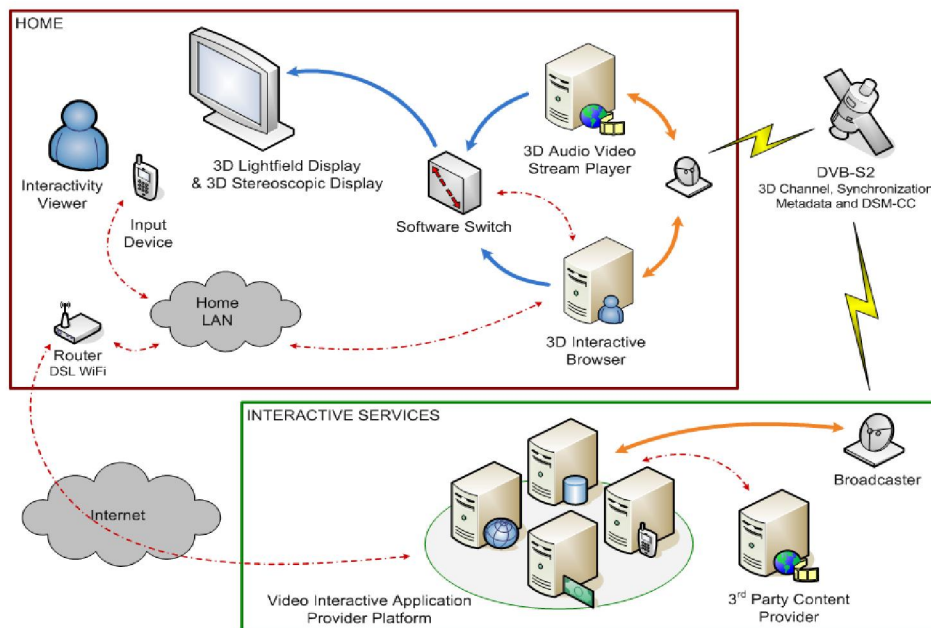 HOME
3D Lightfield Display
& 3D Stereoscopic Display
3D Audio Video
Stream Player
DVB-S2
3D Channel, Synchronization
Metadata and DSM-CC
Interactivity
Viewer
Input
Device
Software Switch
Home
LAN
3D Interactive
Browser
Router
DSL WiFi
INTERACTIVE SERVICES
Broadcaster
Internet
Video Interactive Application
Provider Platform
3rd Party Content
Provider